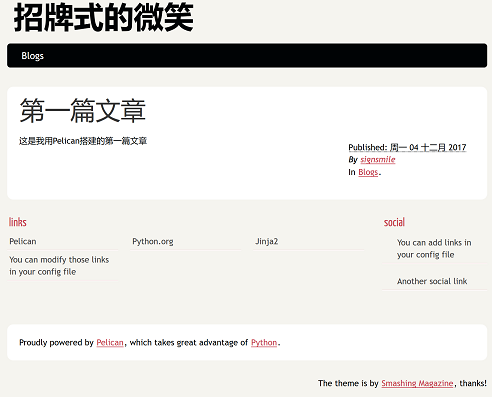 招牌式的微笑
Blogs
第一篇文章
这是我用Pelican搭建的第一篇文章
Published: 周一 04 十二月 2017
By signsmile
In Blogs.
links
Pelican
Python.org
Jinja2
You can modify those links
in your config file
social
You can add links in
your config file
Another social link
Proudly powered by Pelican, which takes great advantage of Python.
The theme is by Smashing Magazine, thanks!